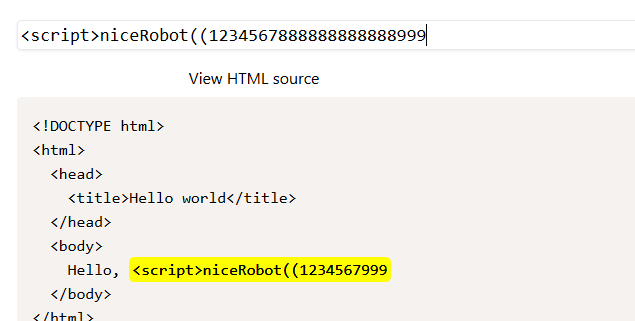 <script>niceRobot((1234567888888888888999
View HTML source
<!DOCTYPE html>
<html>
<head>
<title>Hello world</title>
</head>
<body>
Hello, <script>niceRobot((1234567999
</body>
</html>